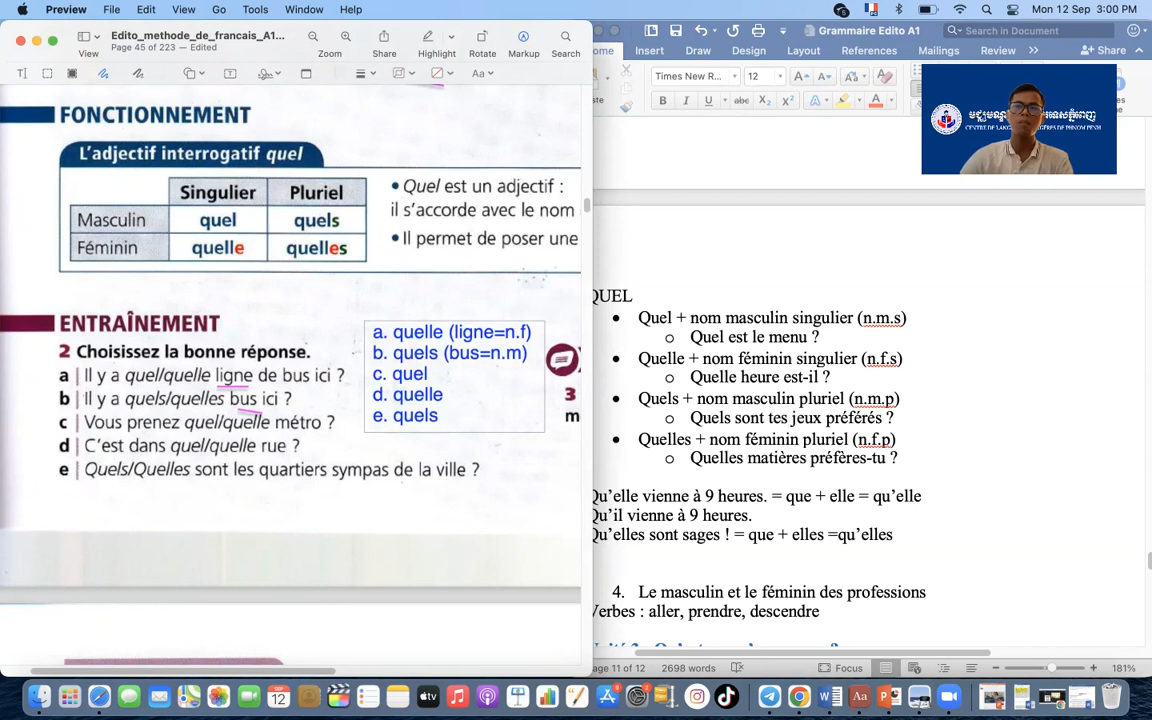 Preview File Edit View Go Tools Window Help
Mon 12 Sep 3:00 PM
Edito_methode_de_francais_A1...
Page 45 of 223 — Edited
View Zoom Share Highlight Rotate Markup Search
Grammaire Edito A1
Search in Document
Insert Draw Design Layout References Mailings Review Share
Times New R... 12
FONCTIONNEMENT
L'adjectif interrogatif quel
Singulier Pluriel
Masculin quel quels
Féminin quelle quelles
• Quel est un adjectif :
il s'accorde avec le nom
• Il permet de poser une
ENTRAÎNEMENT
2 Choisissez la bonne réponse.
a | Il y a quel/quelle ligne de bus ici ?
b | Il y a quels/quelles bus ici ?
c | Vous prenez quel/quelle métro ?
d | C'est dans quel/quelle rue ?
e | Quels/Quelles sont les quartiers sympas de la ville ?
a. quelle (ligne=n.f)
b. quels (bus=n.m)
c. quel
d. quelle
e. quels
3
m
QUEL
• Quel + nom masculin singulier (n.m.s)
o Quel est le menu ?
• Quelle + nom féminin singulier (n.f.s)
o Quelle heure est-il ?
• Quels + nom masculin pluriel (n.m.p)
o Quels sont tes jeux préférés ?
• Quelles + nom féminin pluriel (n.f.p)
o Quelles matières préfères-tu ?
Qu'elle vienne à 9 heures. = que + elle = qu'elle
Qu'il vienne à 9 heures.
Qu'elles sont sages ! = que + elles =qu'elles
4. Le masculin et le féminin des professions
Verbes : aller, prendre, descendre
age 11 of 12 2698 words Focus 181%